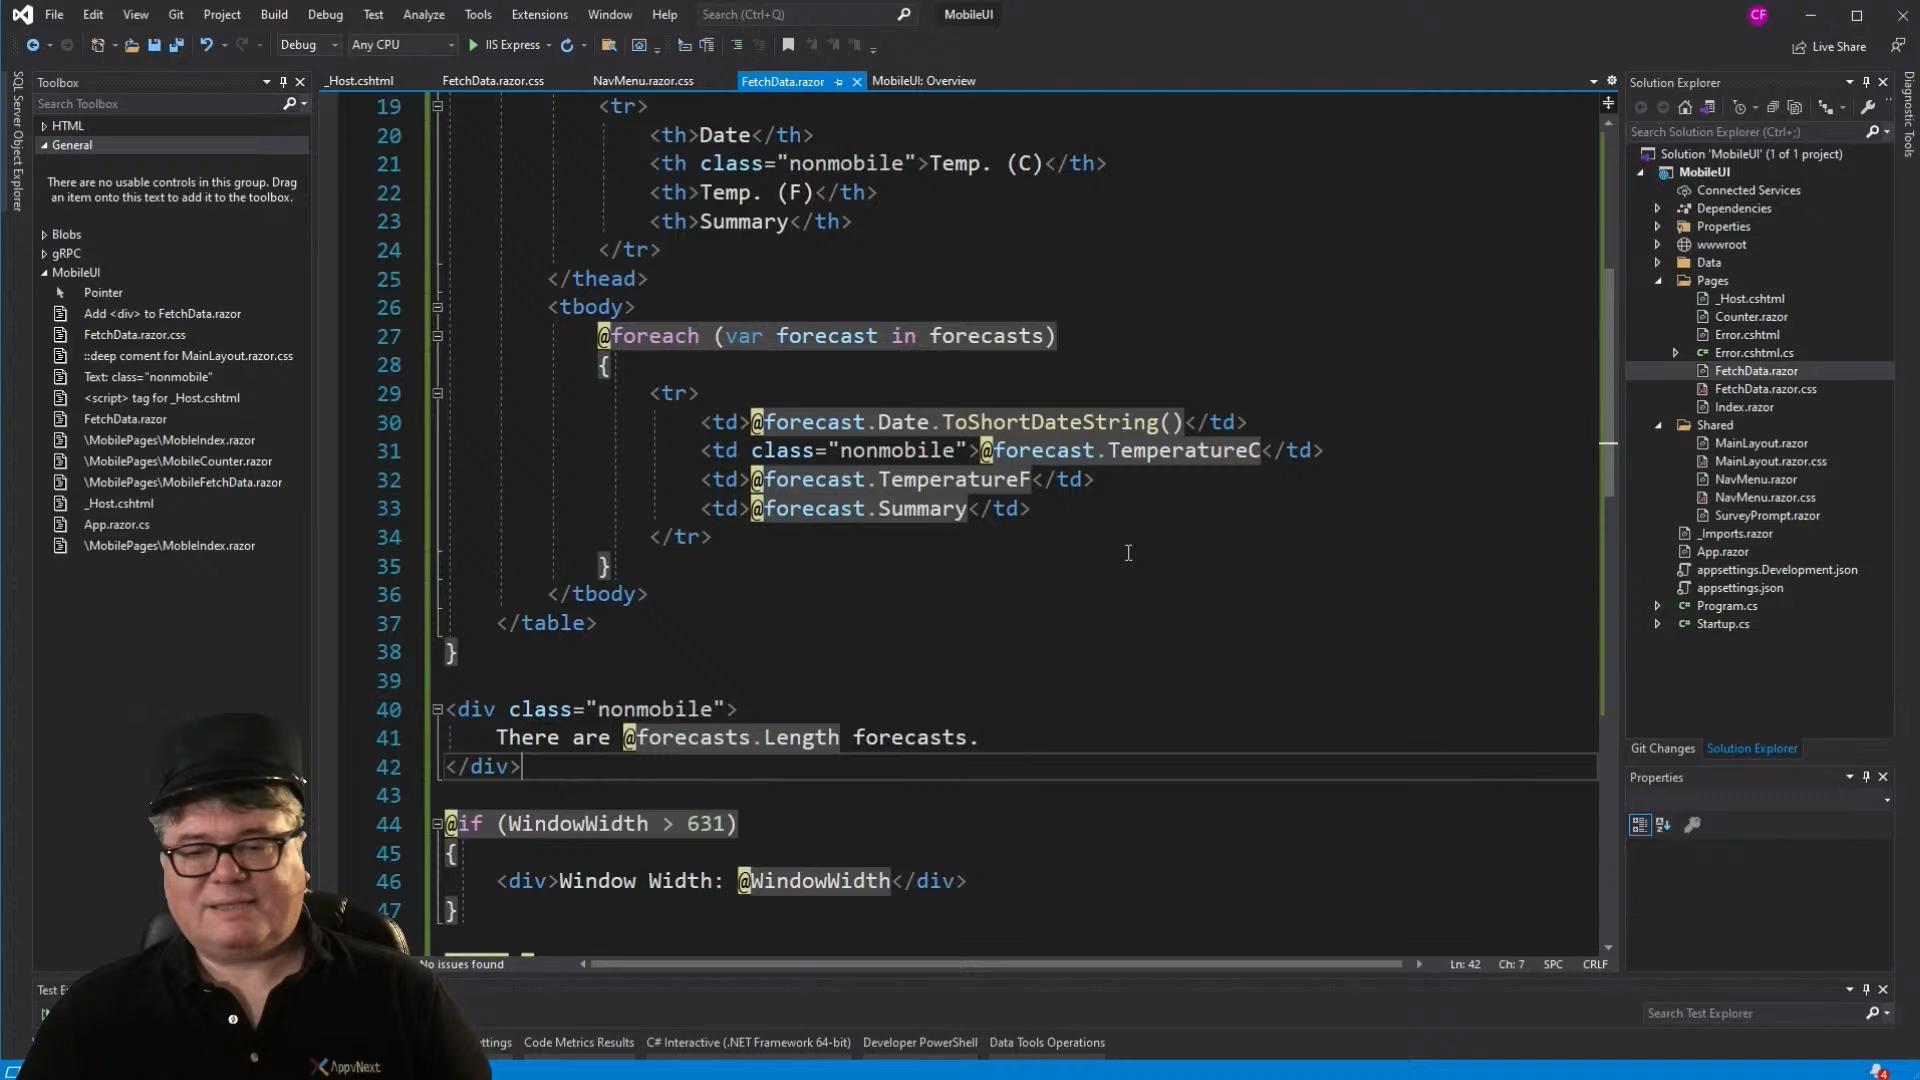 File Edit View Git Project Build Debug Test Analyze Tools Extensions Window Help Search (Ctrl+Q) MobileUI CF
Debug Any CPU IIS Express Live Share
SQL Server Object Explorer
Toolbox
Search Toolbox
HTML
General
There are no usable controls in this group. Drag
an item onto this text to add it to the toolbox.
Blobs
gRPC
MobileUI
Pointer
Add <div> to FetchData.razor
FetchData.razor.css
::deep coment for MainLayout.razor.css
Text: class="nonmobile"
<script> tag for _Host.cshtml
FetchData.razor
\MobilePages\MobleIndex.razor
\MobilePages\MobileCounter.razor
\MobilePages\MobileFetchData.razor
_Host.cshtml
App.razor.cs
\MobilePages\MobleIndex.razor
_Host.cshtml FetchData.razor.css NavMenu.razor.css FetchData.razor MobileUI: Overview
19 <tr>
20 <th>Date</th>
21 <th class="nonmobile">Temp. (C)</th>
22 <th>Temp. (F)</th>
23 <th>Summary</th>
24 </tr>
25 </thead>
26 <tbody>
27 @foreach (var forecast in forecasts)
28 {
29 <tr>
30 <td>@forecast.Date.ToShortDateString()</td>
31 <td class="nonmobile">@forecast.TemperatureC</td>
32 <td>@forecast.TemperatureF</td>
33 <td>@forecast.Summary</td>
34 </tr>
35 }
36 </tbody>
37 </table>
38 }
39
40 <div class="nonmobile">
41 There are @forecasts.Length forecasts.
42 </div>
43
44 @if (WindowWidth > 631)
45 {
46 <div>Window Width: @WindowWidth</div>
47 }
No issues found Ln: 42 Ch: 7 SPC CRLF
Solution Explorer
Search Solution Explorer (Ctrl+;)
Solution 'MobileUI' (1 of 1 project)
MobileUI
Connected Services
Dependencies
Properties
wwwroot
Data
Pages
_Host.cshtml
Counter.razor
Error.cshtml
Error.cshtml.cs
FetchData.razor
FetchData.razor.css
Index.razor
Shared
MainLayout.razor
MainLayout.razor.css
NavMenu.razor
NavMenu.razor.css
SurveyPrompt.razor
_Imports.razor
App.razor
appsettings.Development.json
appsettings.json
Program.cs
Startup.cs
Git Changes Solution Explorer
Properties
Diagnostic Tools
Search Test Explorer
Code Metrics Results C# Interactive (.NET Framework 64-bit) Developer PowerShell Data Tools Operations
AppvNext
4